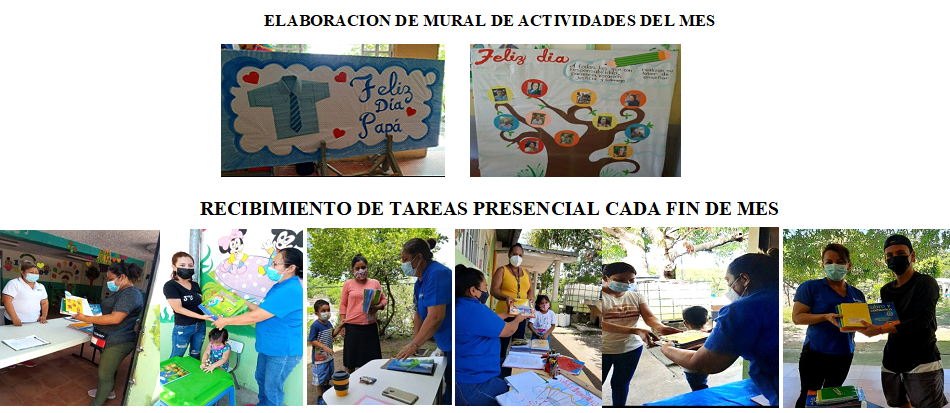 ELABORACION DE MURAL DE ACTIVIDADES DEL MES
Feliz
Día
Papá
Feliz dia
RECIBIMIENTO DE TAREAS PRESENCIAL CADA FIN DE MES